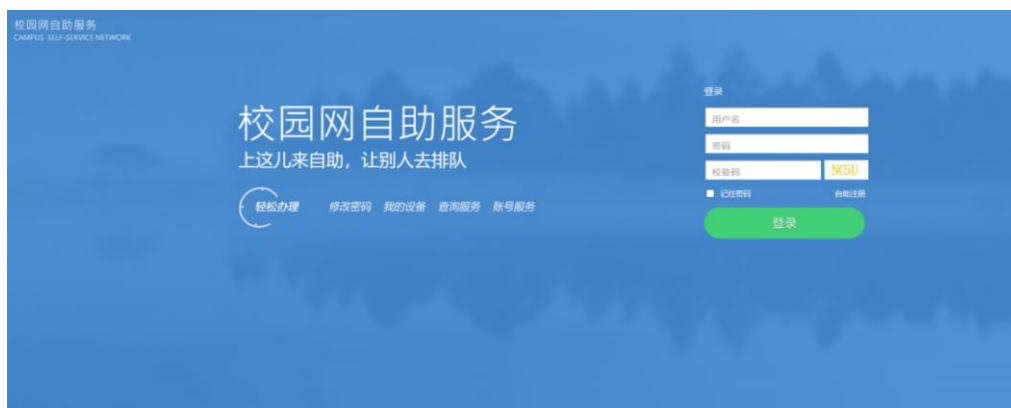 校园网自助服务
CAMPUS SELF-SERVICE NETWORK
校园网自助服务
上这儿来自助，让别人去排队
轻松办理 修改密码 我的设备 查询服务 账号服务
登录
用户名
密码
校验码 NG5U
记住密码 自助注册
登录